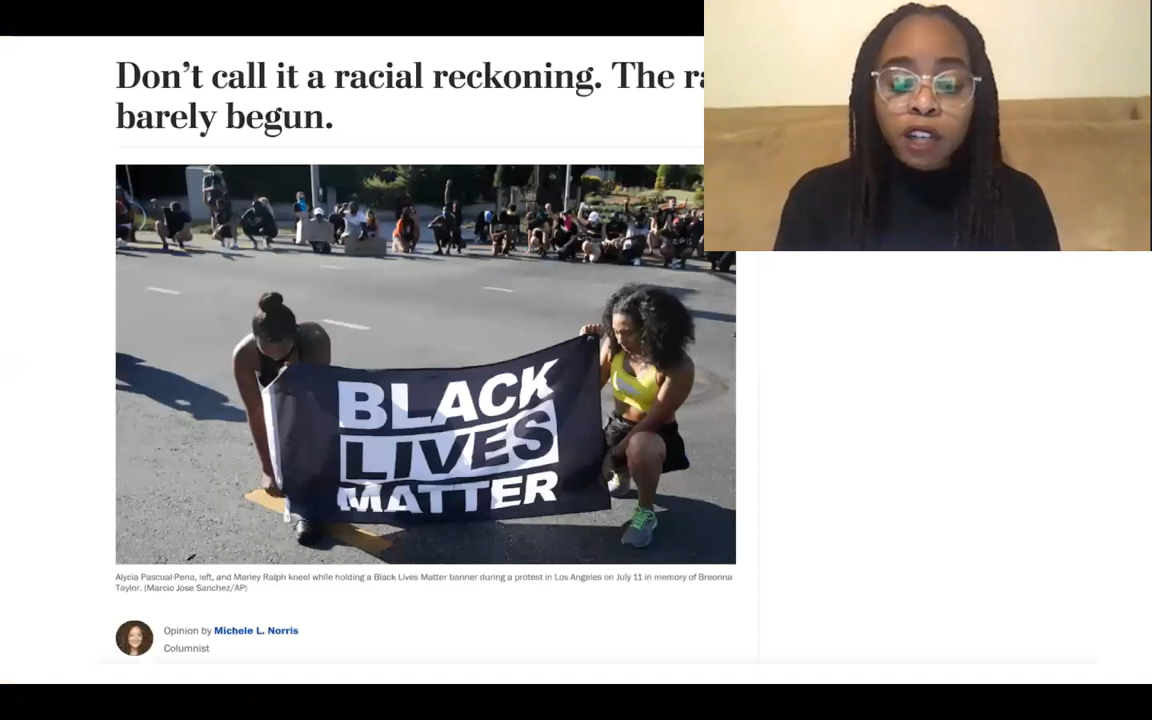 Don't call it a racial reckoning. The
barely begun.
BLACK
LIVES
MATTER
Alycia Pascual-Pena, left, and Marley Ralph kneel while holding a Black Lives Matter banner during a protest in Los Angeles on July 11 in memory of Breonna
Taylor. (Marcio Jose Sanchez/AP)
Opinion by Michele L. Norris
Columnist